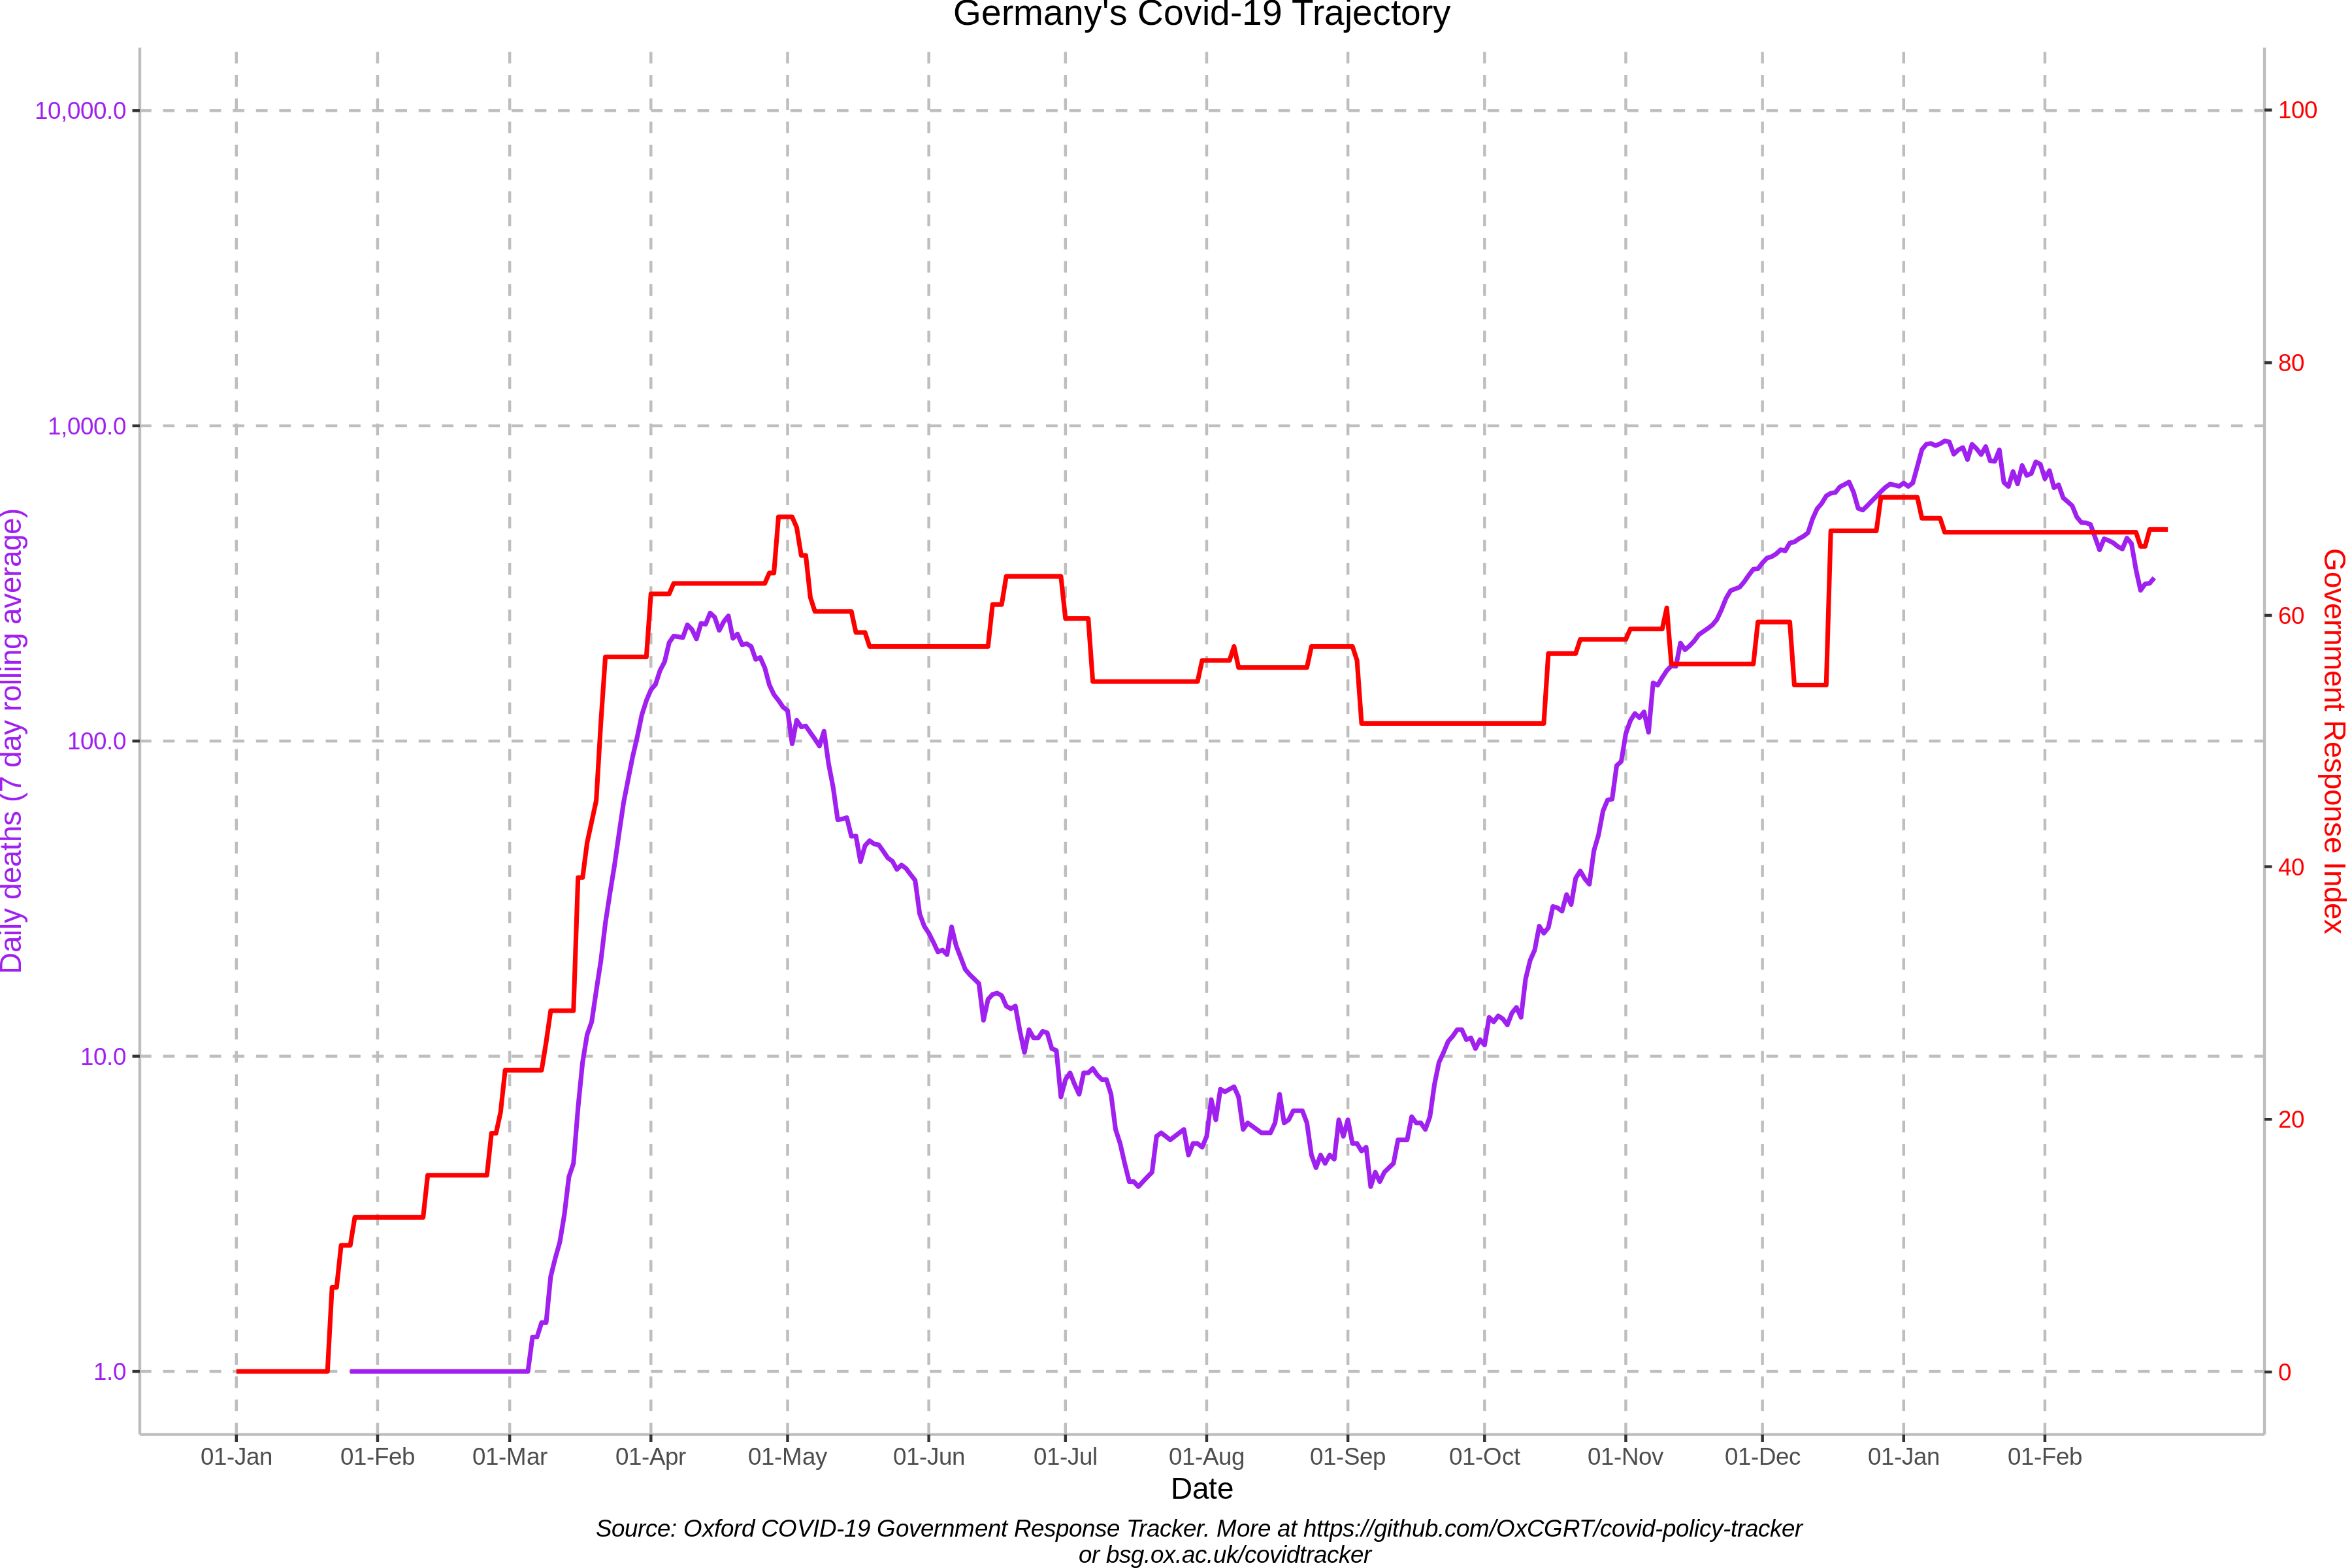 Germany's Covid-19 Trajectory
10,000.0
1,000.0
100.0
10.0
1.0
Daily deaths (7 day rolling average)
100
80
60
40
20
0
Government Response Index
01-Jan 01-Feb 01-Mar 01-Apr 01-May 01-Jun 01-Jul 01-Aug 01-Sep 01-Oct 01-Nov 01-Dec 01-Jan 01-Feb
Date
Source: Oxford COVID-19 Government Response Tracker. More at https://github.com/OxCGRT/covid-policy-tracker
or bsg.ox.ac.uk/covidtracker